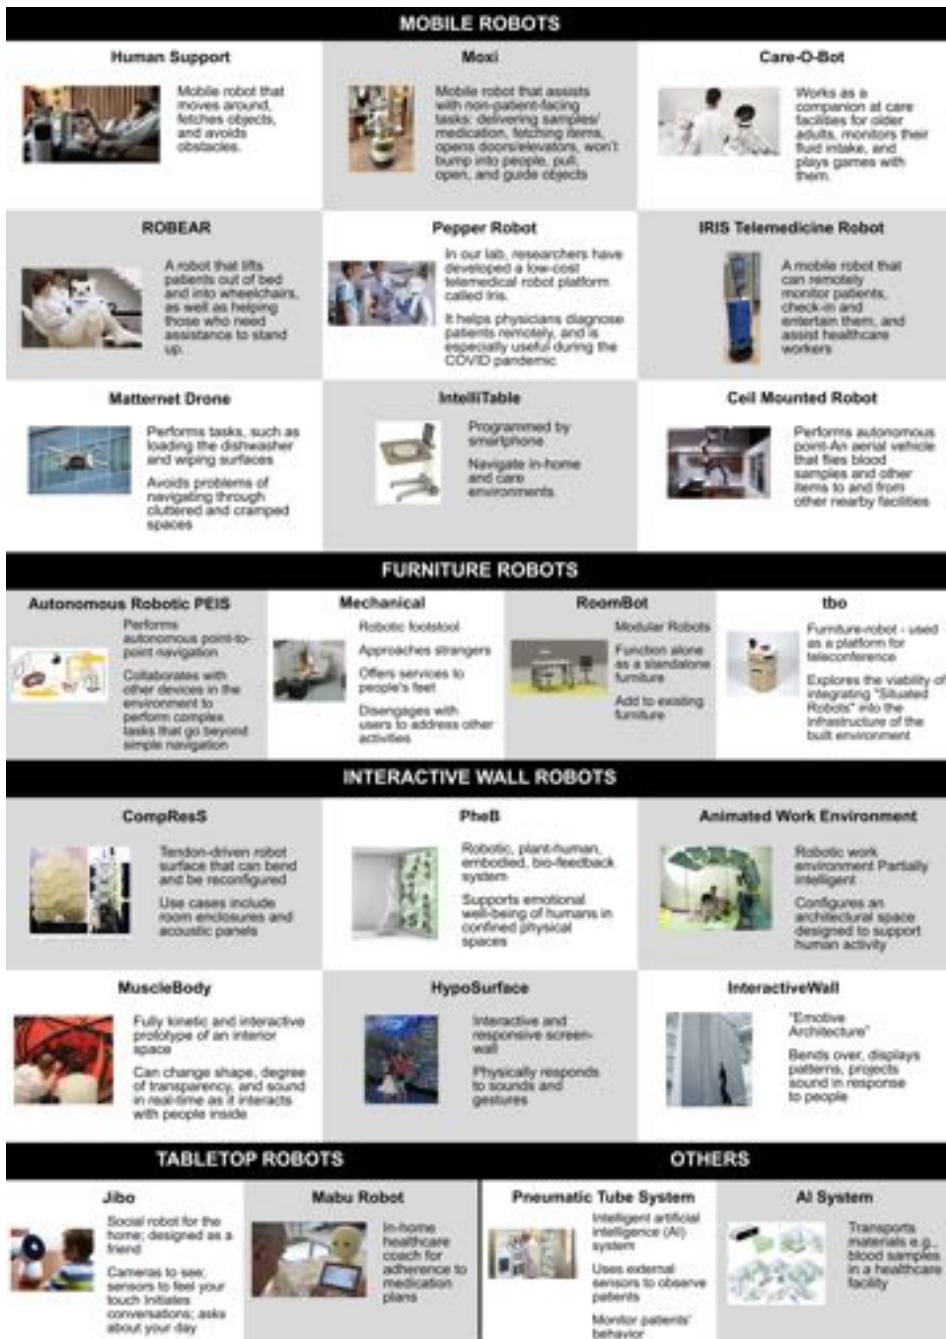 MOBILE ROBOTS
Human Support
Mobile robot that
moves around,
fetches objects,
and avoids
obstacles.
Moxi
Mobile robot that assists
with non-patient-facing
tasks: delivering samples/
medication, fetching items,
opens doors/elevators, won't
bump into people, pull,
open, and guide objects
Care-O-Bot
Works as a
companion at care
facilities for older
adults, monitors their
fluid intake, and
plays games with
them.
ROBEAR
A robot that lifts
patients out of bed
and into wheelchairs,
as well as helping
those who need
assistance to stand
up.
Pepper Robot
In our lab, researchers have
developed a low-cost
telemedical robot platform
called Iris.
It helps physicians diagnose
patients remotely, and is
especially useful during the
COVID pandemic
IRIS Telemedicine Robot
A mobile robot that
can remotely
monitor patients,
check-in and
entertain them, and
assist healthcare
workers
Matternet Drone
Performs tasks, such as
loading the dishwasher
and wiping surfaces
Avoids problems of
navigating through
cluttered and cramped
spaces
IntelliTable
Programmed by
smartphone
Navigate in-home
and care
environments
Ceil Mounted Robot
Performs autonomous
point-An aerial vehicle
that flies blood
samples and other
items to and from
other nearby facilities
FURNITURE ROBOTS
Autonomous Robotic PEIS
Performs
autonomous point-to-
point navigation
Collaborates with
other devices in the
environment to
perform complex
tasks that go beyond
simple navigation
Mechanical
Robotic footstool
Approaches strangers
Offers services to
people's feet
Disengages with
users to address other
activities
RoomBot
Modular Robots
Function alone
as a standalone
furniture
Add to existing
furniture
tbo
Furniture-robot - used
as a platform for
teleconference
Explores the viability of
integrating "Situated
Robots" into the
infrastructure of the
built environment
INTERACTIVE WALL ROBOTS
CompResS
Tendon-driven robot
surface that can bend
and be reconfigured
Use cases include
room enclosures and
acoustic panels
PheB
Robotic, plant-human,
embodied, bio-feedback
system
Supports emotional
well-being of humans in
confined physical
spaces
Animated Work Environment
Robotic work
environment Partially
intelligent
Configures an
architectural space
designed to support
human activity
MuscleBody
Fully kinetic and interactive
prototype of an interior
space
Can change shape, degree
of transparency, and sound
in real-time as it interacts
with people inside
HypoSurface
Interactive and
responsive screen-
wall
Physically responds
to sounds and
gestures
InteractiveWall
"Emotive
Architecture"
Bends over, displays
patterns, projects
sound in response
to people
TABLETOP ROBOTS
Jibo
Social robot for the
home; designed as a
friend
Cameras to see;
sensors to feel your
touch Initiates
conversations; asks
about your day
Mabu Robot
In-home
healthcare
coach for
adherence to
medication
plans
OTHERS
Pneumatic Tube System
Intelligent artificial
intelligence (AI)
system
Uses external
sensors to observe
patients
Monitor patients'
behavior
AI System
Transports
materials e.g.,
blood samples
in a healthcare
facility